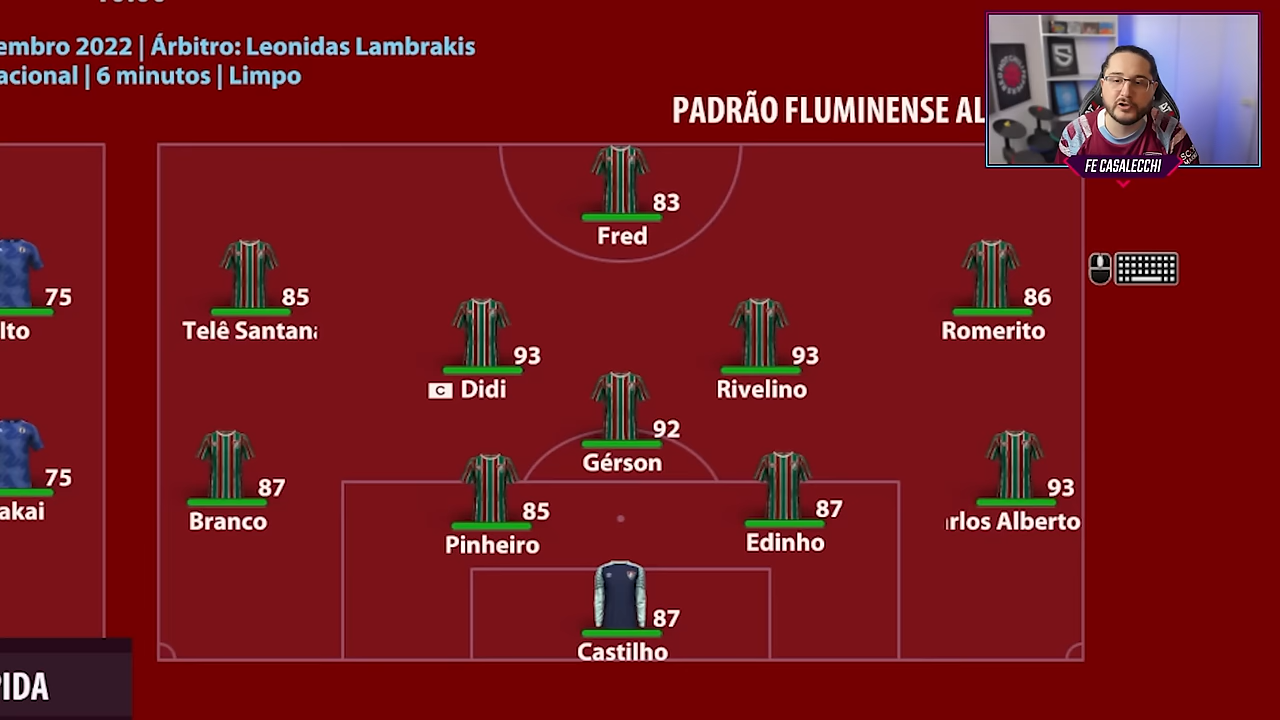 embro 2022 | Árbitro: Leonidas Lambrakis
acional | 6 minutos | Limpo
PADRÃO FLUMINENSE AL
FE CASALECCHI
83
Fred
75
lto
85
Telê Santana
93
C Didi
93
Rivelino
86
Romerito
92
Gérson
75
akai
87
Branco
85
Pinheiro
87
Edinho
93
rlos Alberto
87
Castilho
PIDA